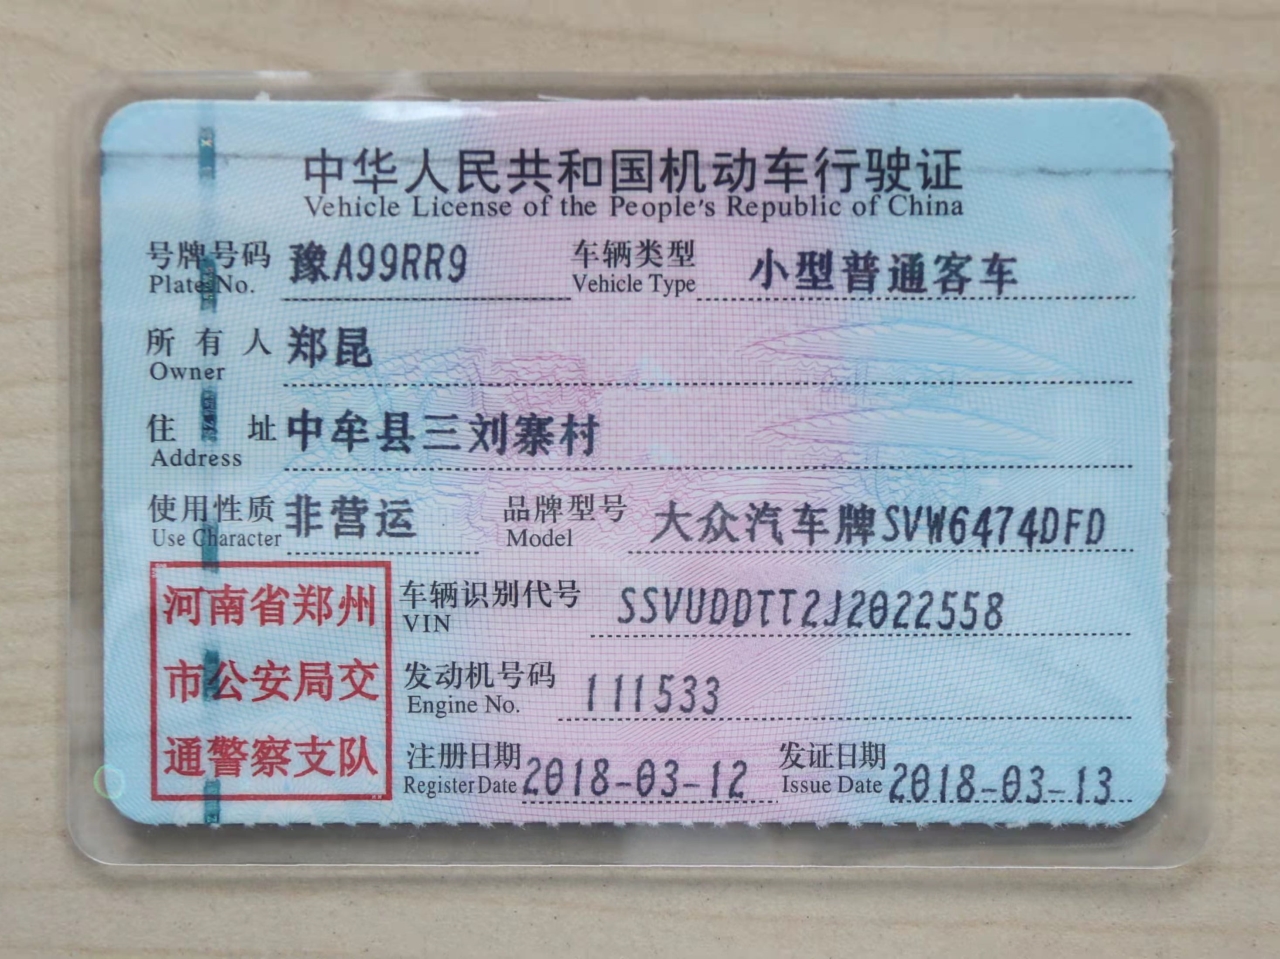 中华人民共和国机动车行驶证
Vehicle License of the People's Republic of China
号牌号码 豫A99RR9 车辆类型 小型普通客车
Plate No. Vehicle Type
所有人 郑昆
Owner
住址 中牟县三刘寨村
Address
使用性质 非营运 品牌型号 大众汽车牌SVW6474DFD
Use Character Model
河南省郑州 车辆识别代号 SSVUDDTT2J2022558
VIN
市公安局交 发动机号码 111533
Engine No.
通警察支队 注册日期 2018-03-12 发证日期 2018-03-13
Register Date Issue Date